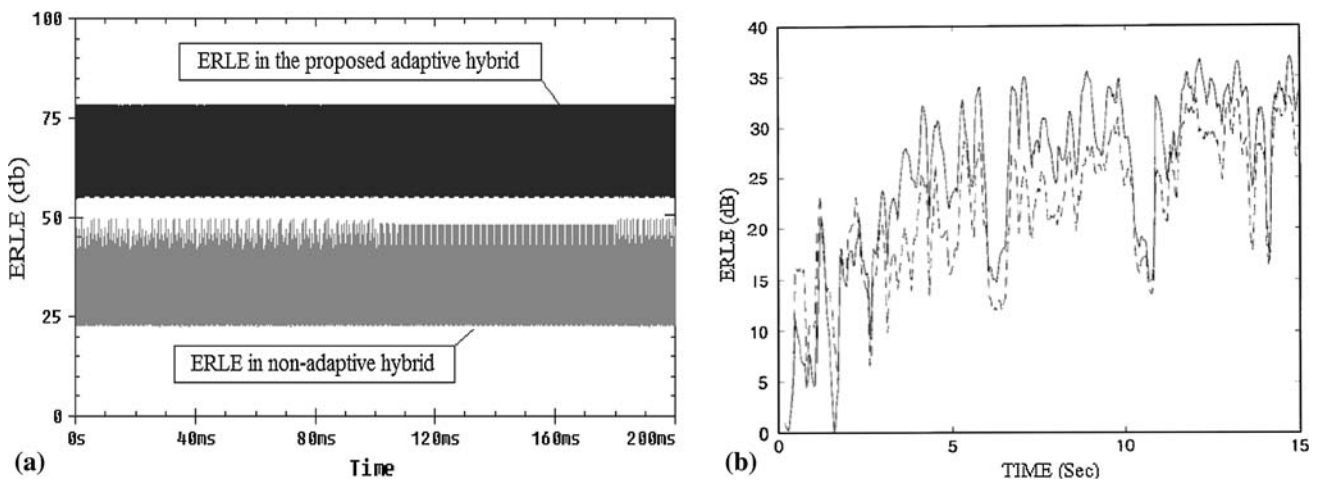 100
75
50
25
0
ERLE (db)
ERLE in the proposed adaptive hybrid
ERLE in non-adaptive hybrid
0s 40ms 80ms 120ms 160ms 200ms
Time
(a)
40
35
30
25
20
15
10
5
0
ERLE (dB)
5 10 15
TIME (Sec)
(b)